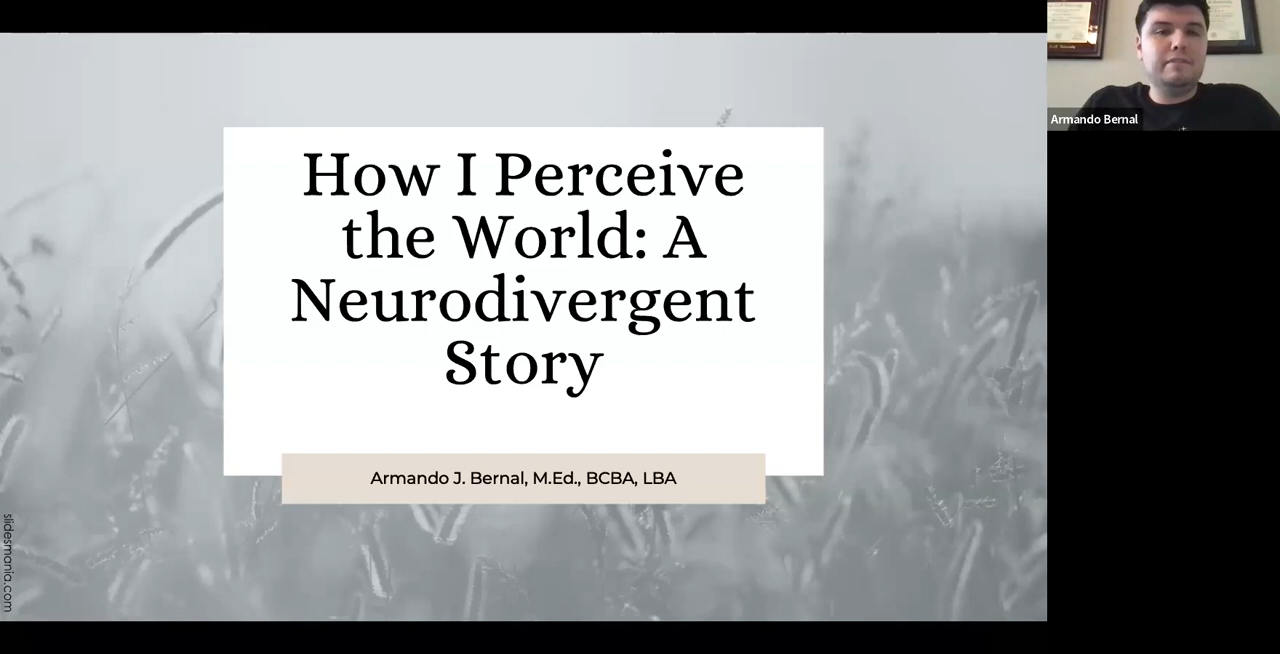 How I Perceive
the World: A
Neurodivergent
Story
Armando J. Bernal, M.Ed., BCBA, LBA
slidesmania.com
Armando Bernal